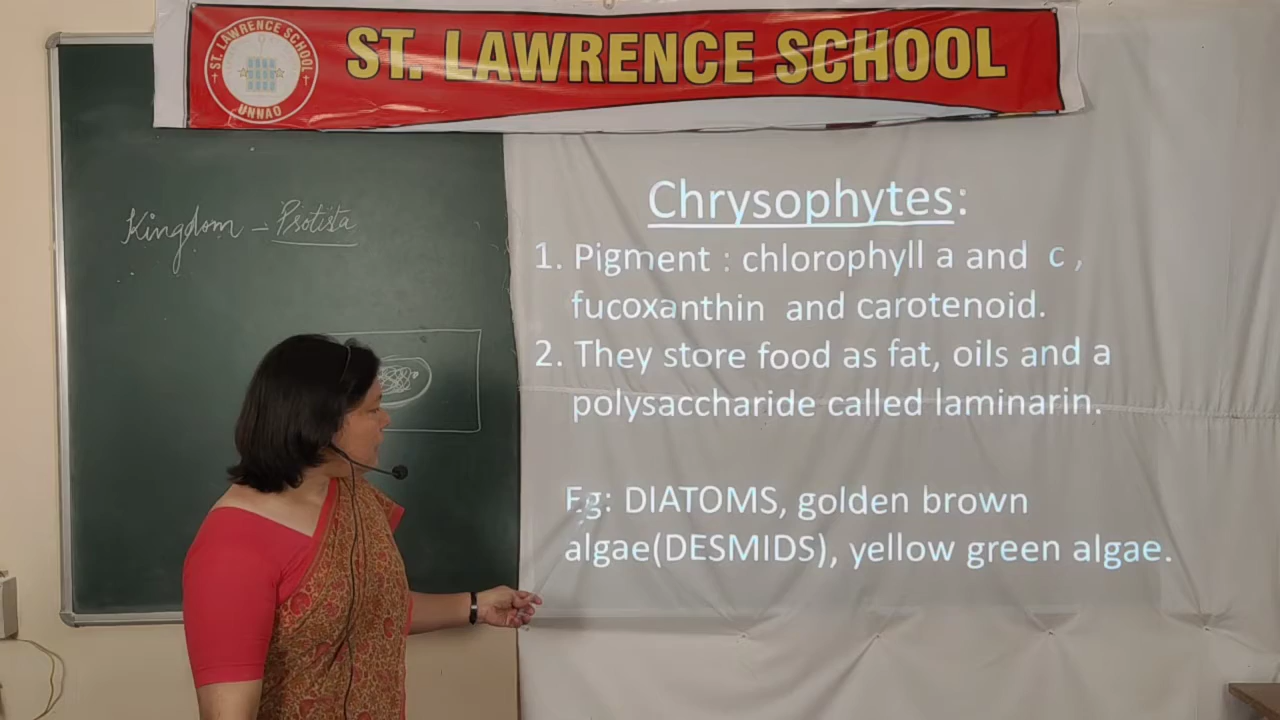 ST. LAWRENCE SCHOOL
ST. LAWRENCE SCHOOL
UNNAO
Kingdom - Protista
Chrysophytes:
1. Pigment : chlorophyll a and c ,
fucoxanthin and carotenoid.
2. They store food as fat, oils and a
polysaccharide called laminarin.
Eg: DIATOMS, golden brown
algae(DESMIDS), yellow green algae.